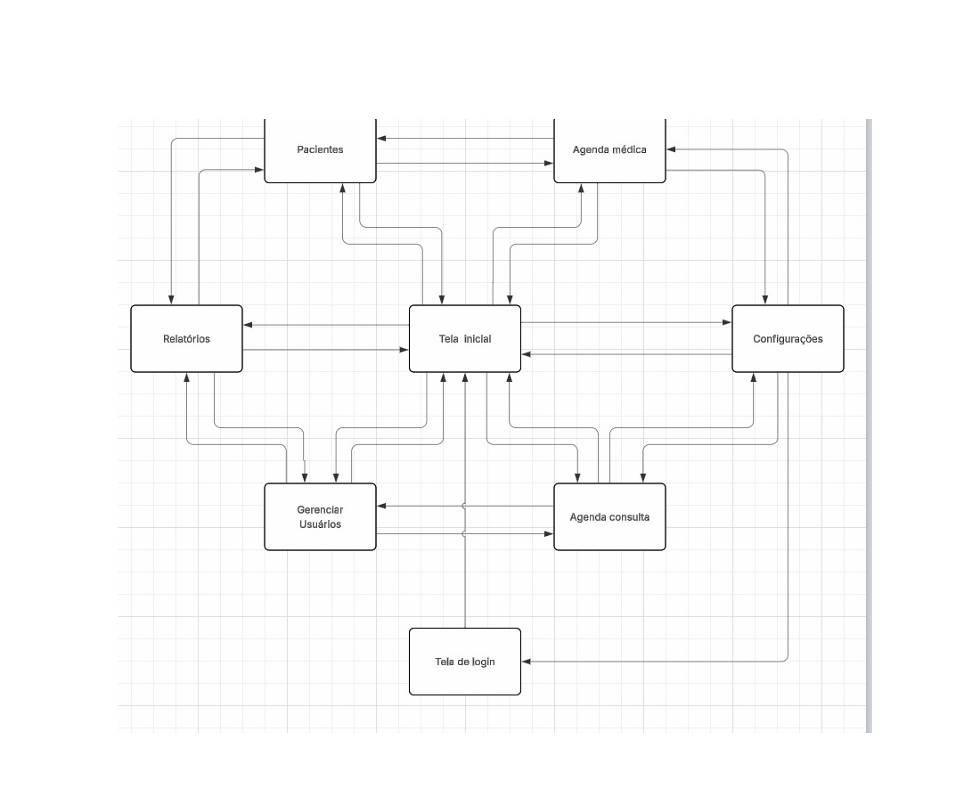 Pacientes
Agenda médica
Relatórios
Tela inicial
Configurações
Gerenciar
Usuários
Agenda consulta
Tela de login